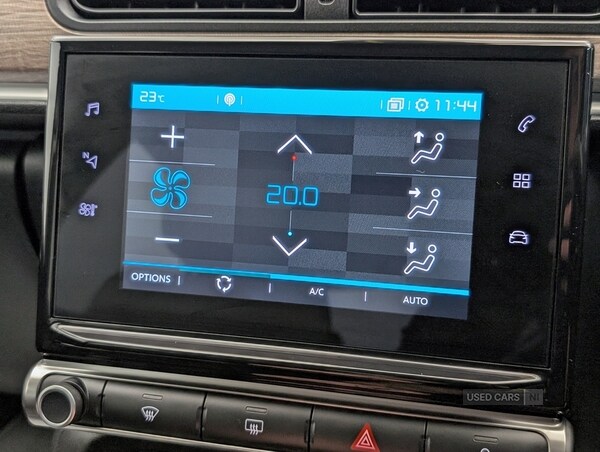 23°C 11:44
N
20.0
OPTIONS A/C AUTO
USED CARS NI